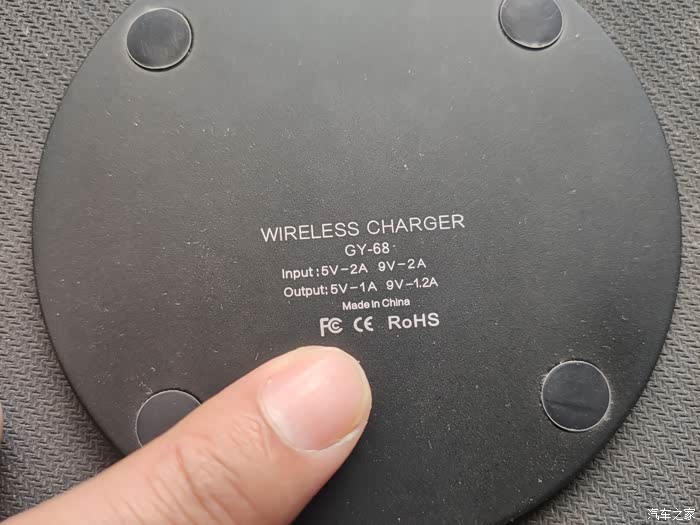 WIRELESS CHARGER
GY-68
Input:5V-2A 9V-2A
Output:5V-1A 9V-1.2A
Made in China
FC CE RoHS
汽车之家